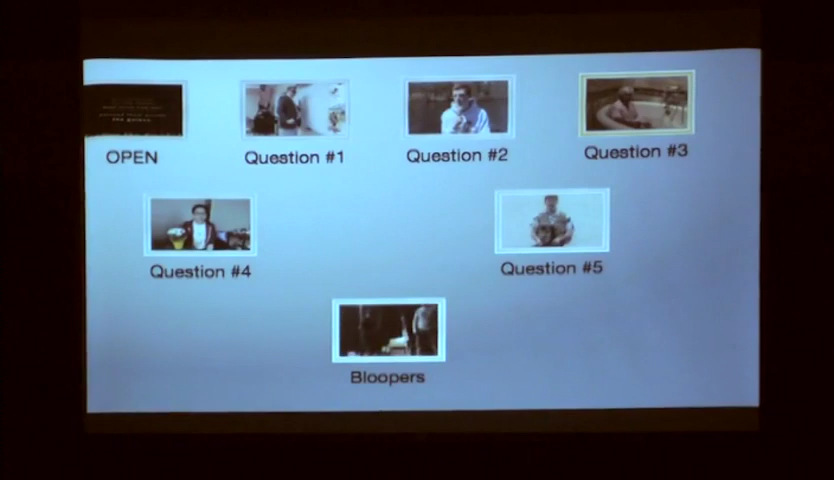 OPEN
Question #1
Question #2
Question #3
Question #4
Question #5
Bloopers